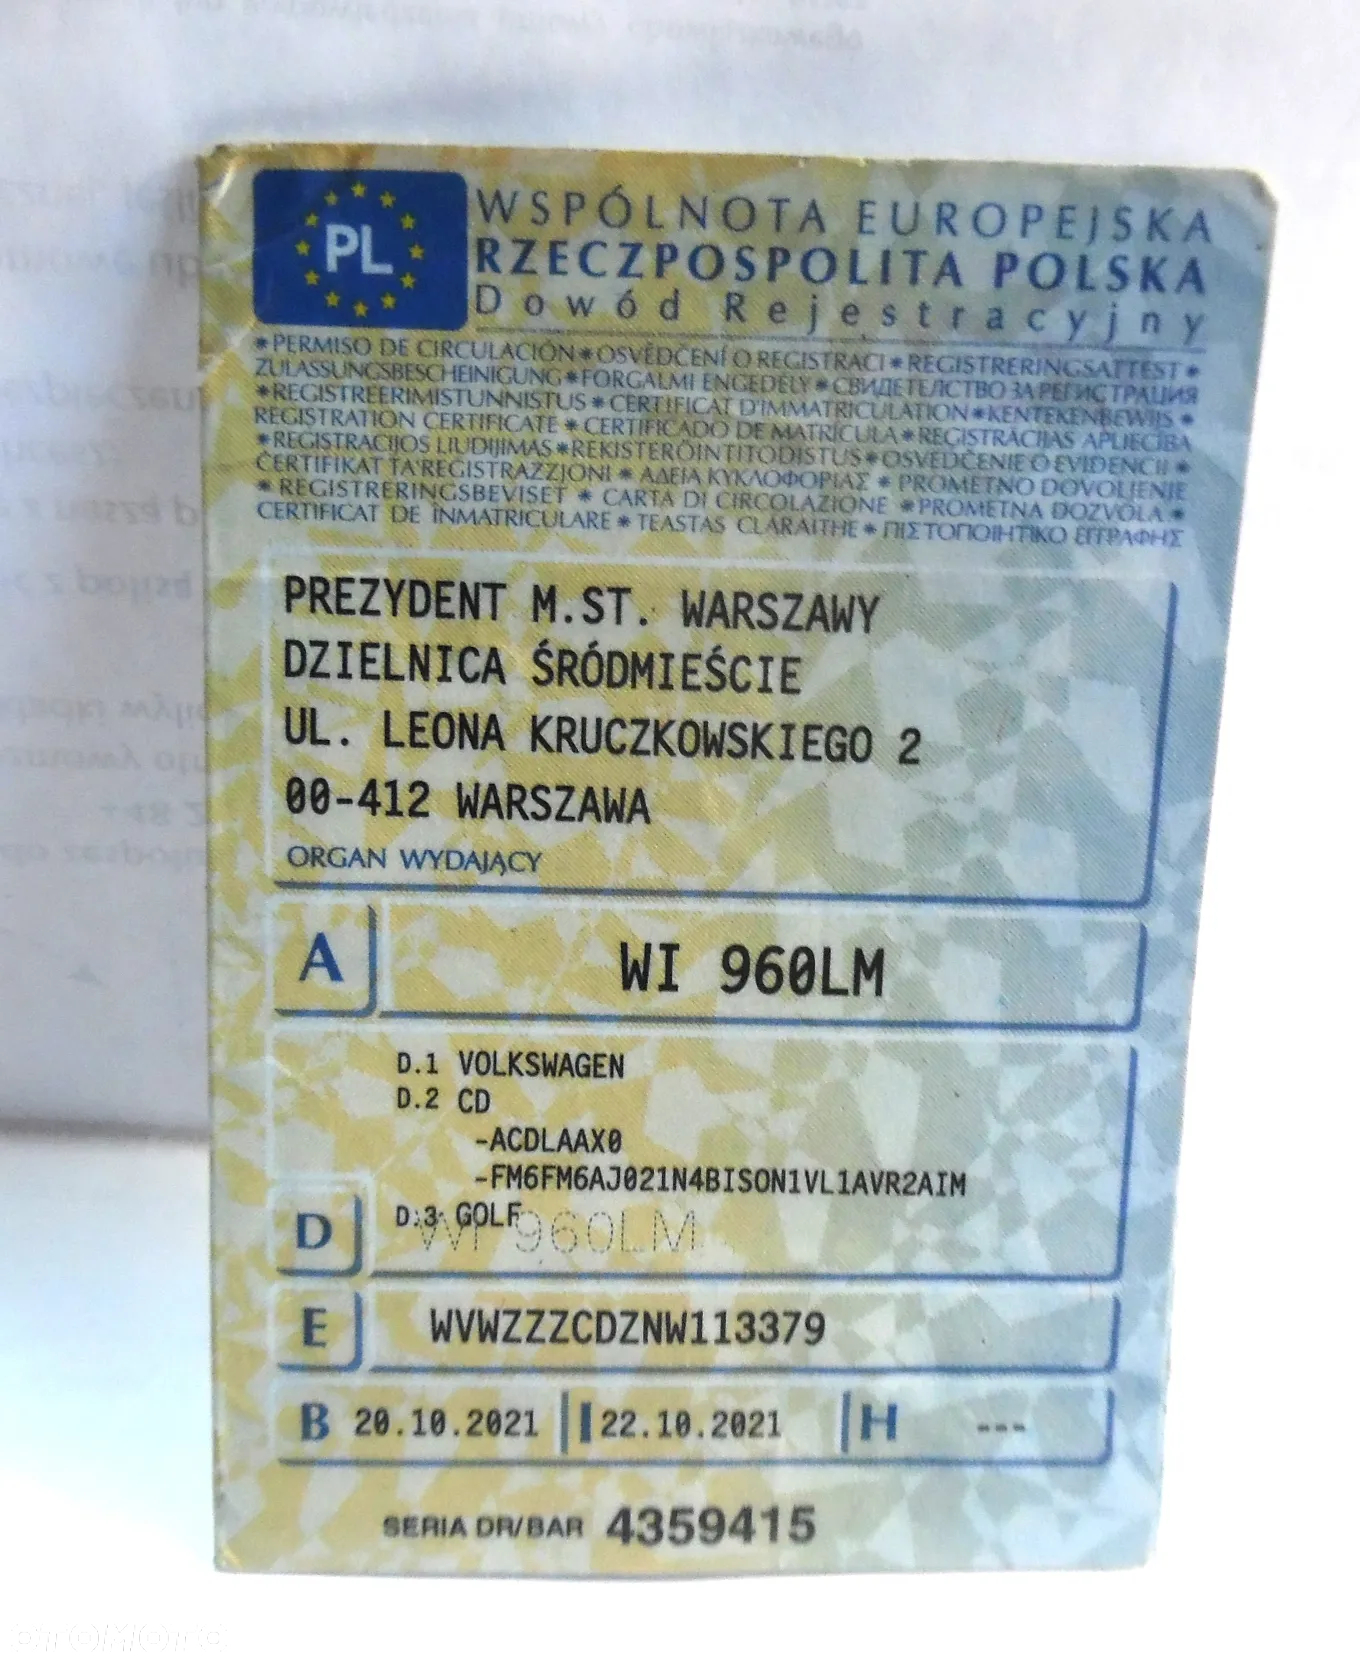 PL
WSPÓLNOTA EUROPEJSKA
RZECZPOSPOLITA POLSKA
Dowód Rejestracyjny
*PERMISO DE CIRCULACIÓN*OSVĚDČENÍ O REGISTRACI*REGISTRERINGSATTEST*
ZULASSUNGSBESCHEINIGUNG*FORGALMI ENGEDÉLY*СВИДЕТЕЛСТВО ЗА РЕГИСТРАЦИЯ
*REGISTREERIMISTUNNISTUS*CERTIFICAT D'IMMATRICULATION*KENTEKENBEWIJS*
REGISTRATION CERTIFICATE*CERTIFICADO DE MATRÍCULA*REĢISTRĀCIJAS APLIECĪBA
*REGISTRACIJOS LIUDIJIMAS*REKISTERÖINTITODISTUS*OSVEDČENIE O EVIDENCII*
ĊERTIFIKAT TA'REĠISTRAZZJONI*ΑΔΕΙΑ ΚΥΚΛΟΦΟΡΙΑΣ*PROMETNO DOVOLJENJE
*REGISTRERINGSBEVISET*CARTA DI CIRCOLAZIONE*PROMETNA DOZVOLA*
CERTIFICAT DE ÎNMATRICULARE*TEASTAS CLÁRAITHE*ΠΙΣΤΟΠΟΙΗΤΙΚΟ ΕΓΓΡΑΦΗΣ
PREZYDENT M.ST. WARSZAWY
DZIELNICA ŚRÓDMIEŚCIE
UL. LEONA KRUCZKOWSKIEGO 2
00-412 WARSZAWA
ORGAN WYDAJĄCY
A WI 960LM
D.1 VOLKSWAGEN
D.2 CD
-ACDLAAX0
-FM6FM6AJ021N4BISON1VL1AVR2AIM
D D.3 GOLF
WI 960LM
E WVWZZZCDZNW113379
B 20.10.2021 I 22.10.2021 H ---
SERIA DR/BAR 4359415
OTOMOTO